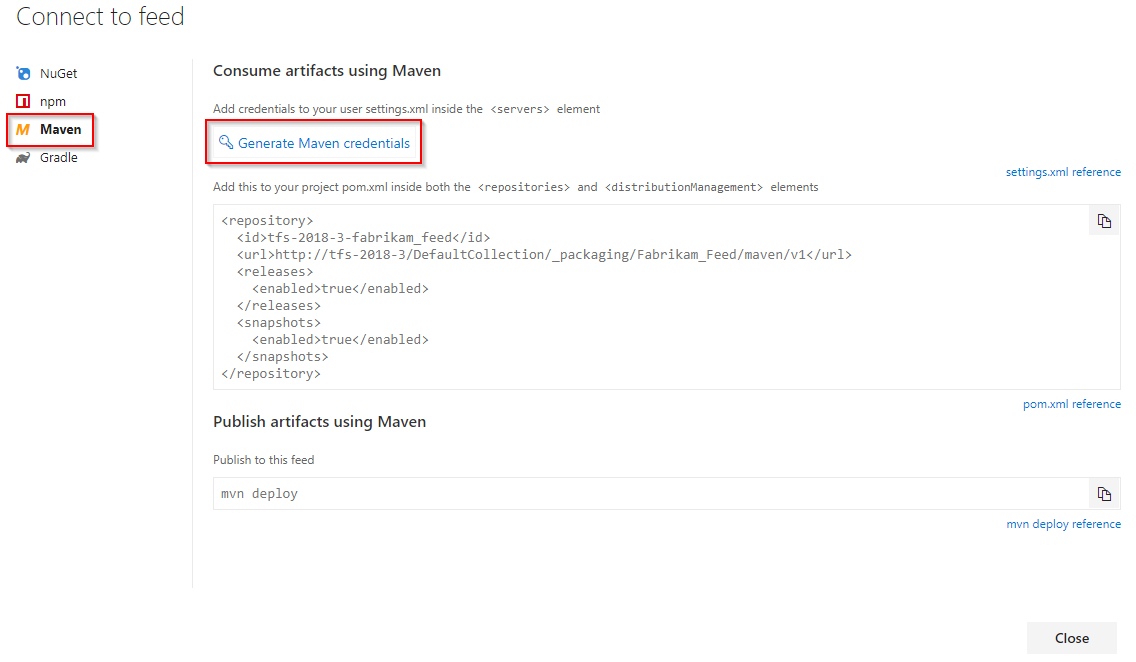 Connect to feed
NuGet
npm
Maven
Gradle
Consume artifacts using Maven
Add credentials to your user settings.xml inside the <servers> element
Generate Maven credentials
settings.xml reference
Add this to your project pom.xml inside both the <repositories> and <distributionManagement> elements
<repository>
  <id>tfs-2018-3-fabrikam_feed</id>
  <url>http://tfs-2018-3/DefaultCollection/_packaging/Fabrikam_Feed/maven/v1</url>
  <releases>
    <enabled>true</enabled>
  </releases>
  <snapshots>
    <enabled>true</enabled>
  </snapshots>
</repository>
pom.xml reference
Publish artifacts using Maven
Publish to this feed
mvn deploy
mvn deploy reference
Close